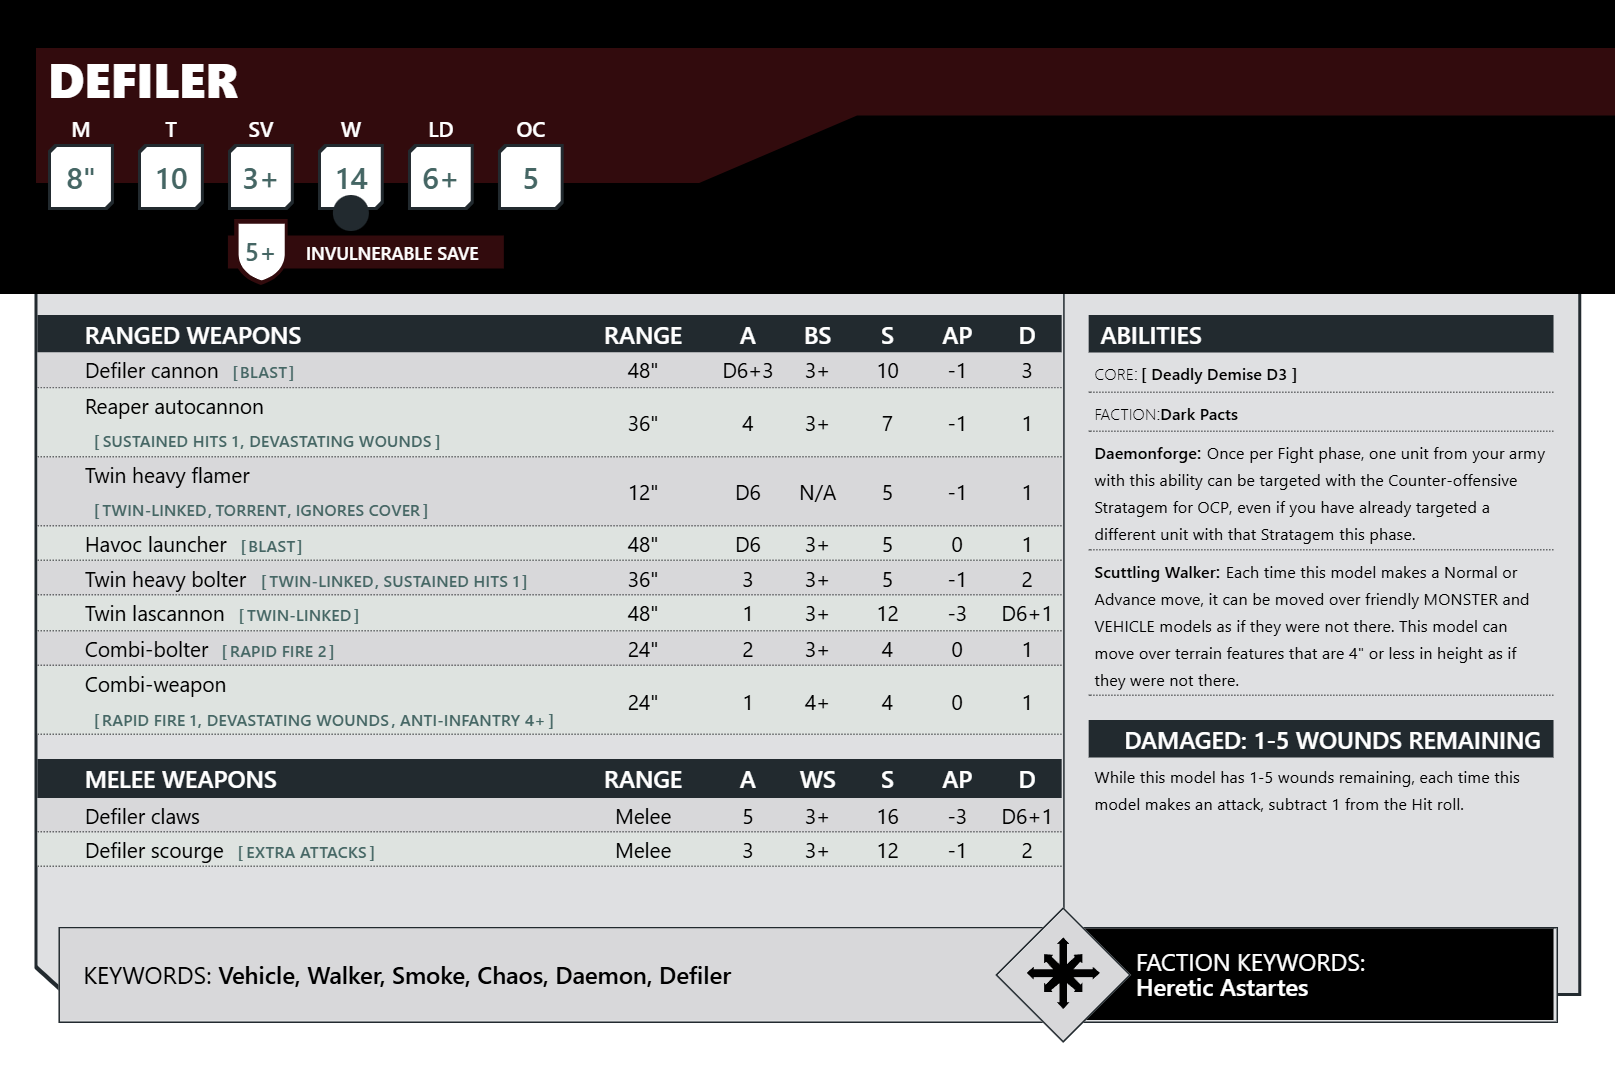 DEFILER
M T SV W LD OC
8" 10 3+ 14 6+ 5
5+ INVULNERABLE SAVE
RANGED WEAPONS RANGE A BS S AP D
Defiler cannon [BLAST] 48" D6+3 3+ 10 -1 3
Reaper autocannon
[SUSTAINED HITS 1, DEVASTATING WOUNDS] 36" 4 3+ 7 -1 1
Twin heavy flamer
[TWIN-LINKED, TORRENT, IGNORES COVER] 12" D6 N/A 5 -1 1
Havoc launcher [BLAST] 48" D6 3+ 5 0 1
Twin heavy bolter [TWIN-LINKED, SUSTAINED HITS 1] 36" 3 3+ 5 -1 2
Twin lascannon [TWIN-LINKED] 48" 1 3+ 12 -3 D6+1
Combi-bolter [RAPID FIRE 2] 24" 2 3+ 4 0 1
Combi-weapon
[RAPID FIRE 1, DEVASTATING WOUNDS, ANTI-INFANTRY 4+] 24" 1 4+ 4 0 1
MELEE WEAPONS RANGE A WS S AP D
Defiler claws Melee 5 3+ 16 -3 D6+1
Defiler scourge [EXTRA ATTACKS] Melee 3 3+ 12 -1 2
ABILITIES
CORE: [ Deadly Demise D3 ]
FACTION:Dark Pacts
Daemonforge: Once per Fight phase, one unit from your army
with this ability can be targeted with the Counter-offensive
Stratagem for OCP, even if you have already targeted a
different unit with that Stratagem this phase.
Scuttling Walker: Each time this model makes a Normal or
Advance move, it can be moved over friendly MONSTER and
VEHICLE models as if they were not there. This model can
move over terrain features that are 4" or less in height as if
they were not there.
DAMAGED: 1-5 WOUNDS REMAINING
While this model has 1-5 wounds remaining, each time this
model makes an attack, subtract 1 from the Hit roll.
KEYWORDS: Vehicle, Walker, Smoke, Chaos, Daemon, Defiler
FACTION KEYWORDS:
Heretic Astartes